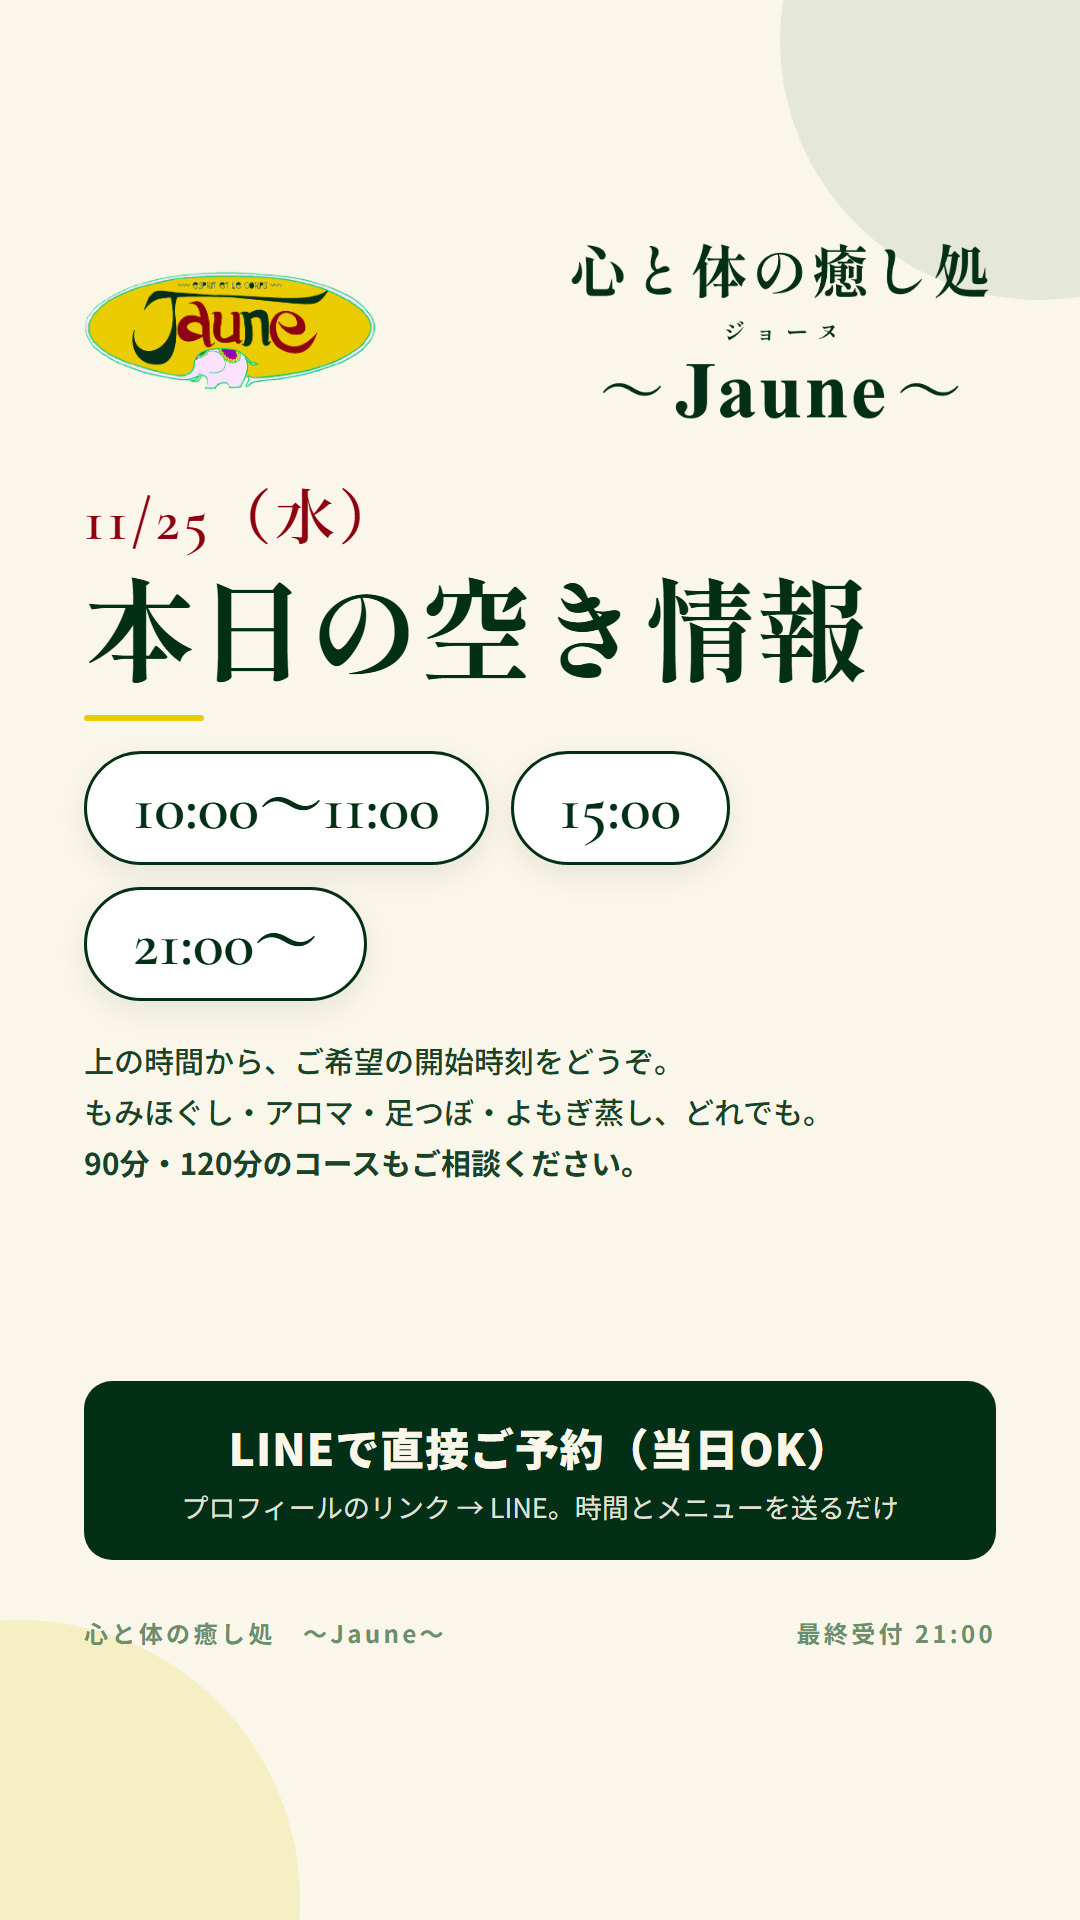 ESPRIT ET LE CORPS
Jaune
心と体の癒し処
ジョーヌ
〜Jaune〜
11/25（水）
本日の空き情報
10:00〜11:00
15:00
21:00〜
上の時間から、ご希望の開始時刻をどうぞ。
もみほぐし・アロマ・足つぼ・よもぎ蒸し、どれでも。
90分・120分のコースもご相談ください。
LINEで直接ご予約（当日OK）
プロフィールのリンク→LINE。時間とメニューを送るだけ
心と体の癒し処　〜Jaune〜
最終受付 21:00